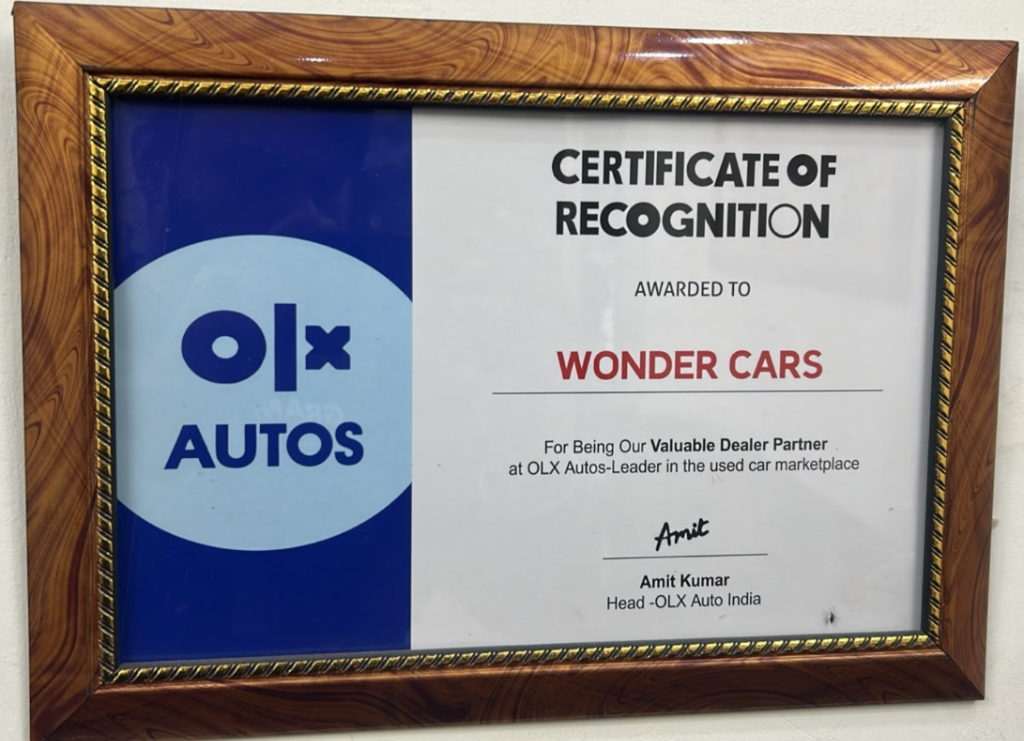 olx
AUTOS
CERTIFICATE OF
RECOGNITION
AWARDED TO
WONDER CARS
For Being Our Valuable Dealer Partner
at OLX Autos-Leader in the used car marketplace
Amit
Amit Kumar
Head -OLX Auto India